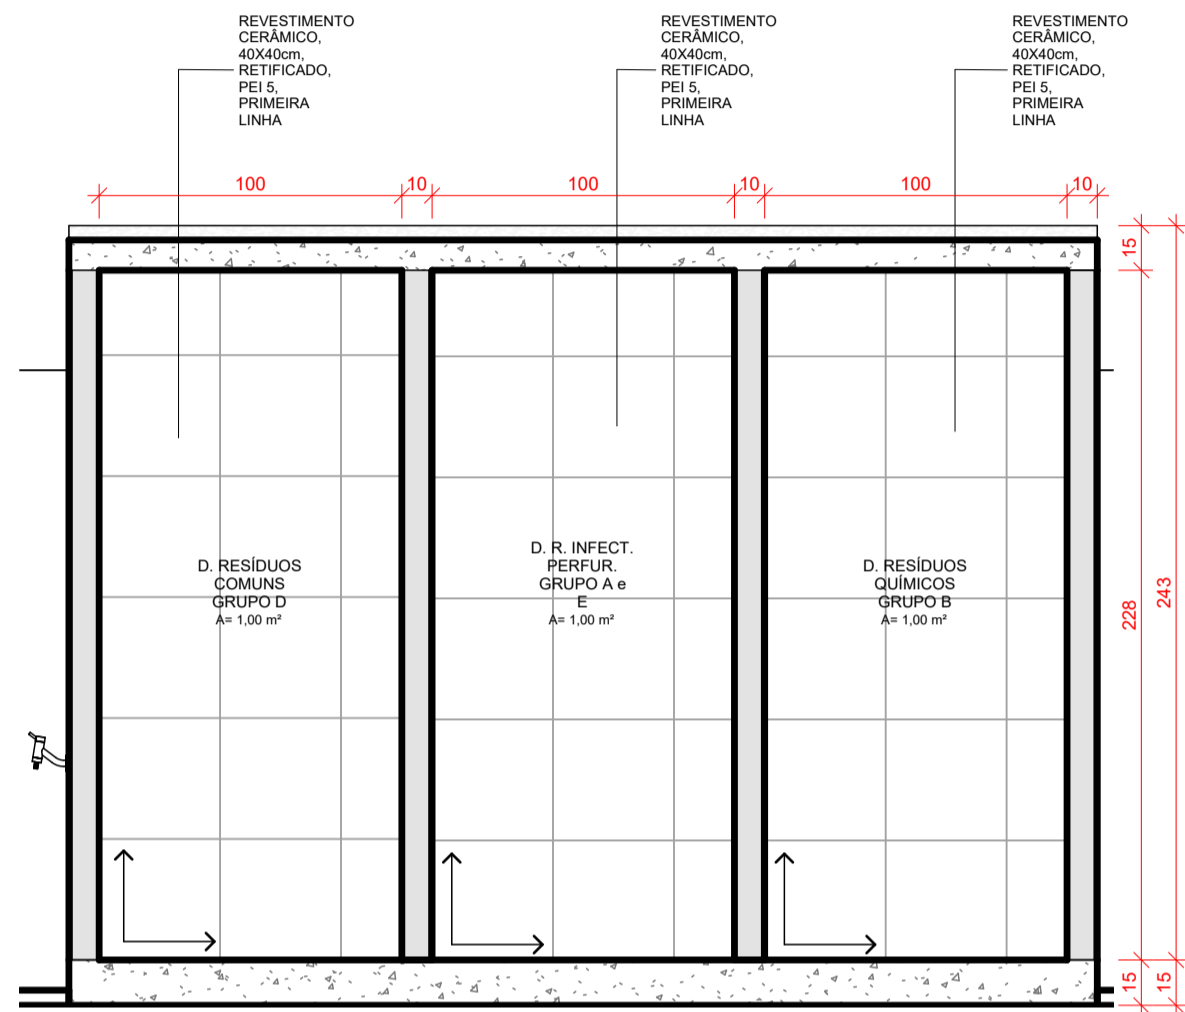 REVESTIMENTO
CERÂMICO,
40X40cm,
RETIFICADO,
PEI 5,
PRIMEIRA
LINHA
REVESTIMENTO
CERÂMICO,
40X40cm,
RETIFICADO,
PEI 5,
PRIMEIRA
LINHA
REVESTIMENTO
CERÂMICO,
40X40cm,
RETIFICADO,
PEI 5,
PRIMEIRA
LINHA
100
10
100
10
100
10
15
228
243
15
15
D. RESÍDUOS
COMUNS
GRUPO D
A= 1,00 m²
D. R. INFECT.
PERFUR.
GRUPO A e
E
A= 1,00 m²
D. RESÍDUOS
QUÍMICOS
GRUPO B
A= 1,00 m²